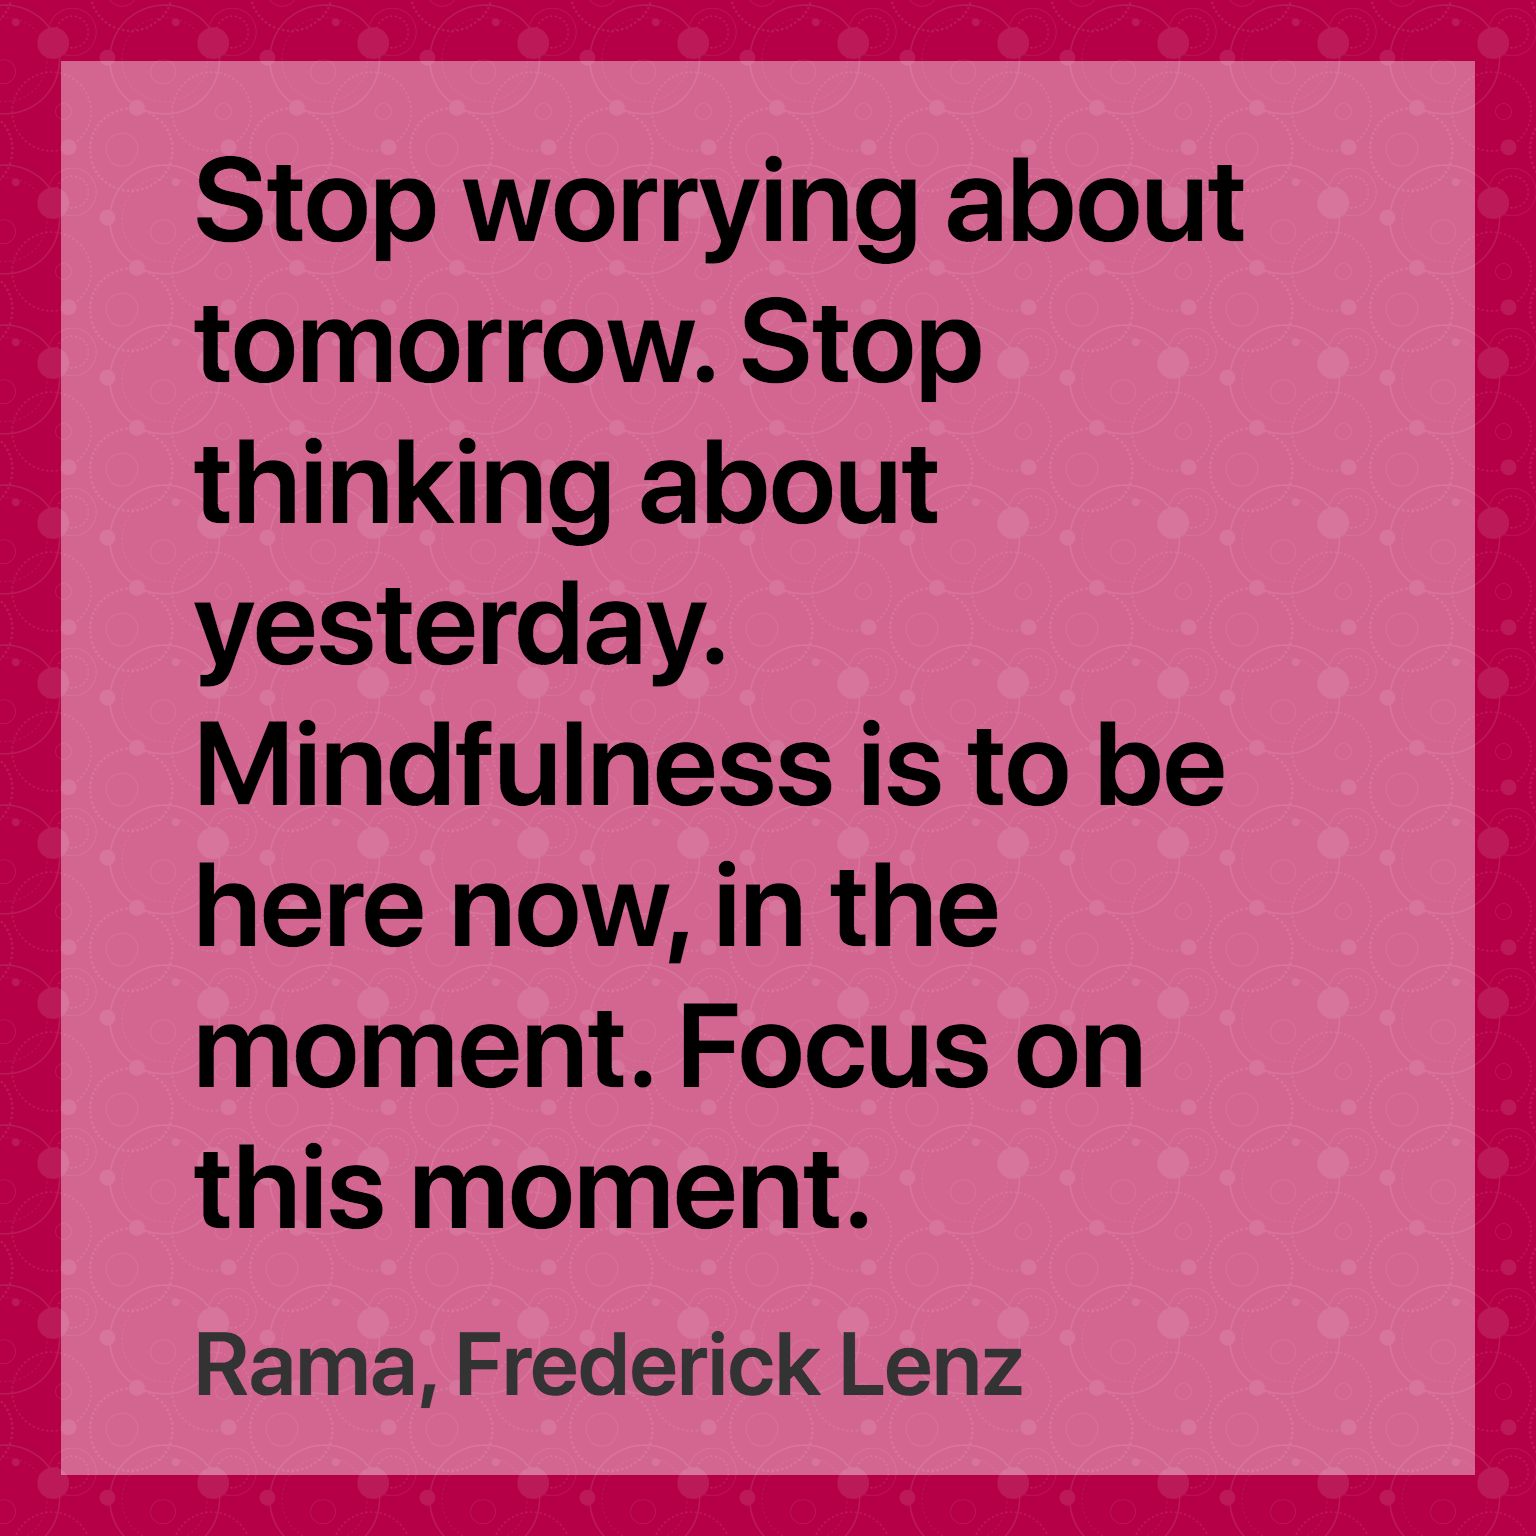 Stop worrying about
tomorrow. Stop
thinking about
yesterday.
Mindfulness is to be
here now, in the
moment. Focus on
this moment.
Rama, Frederick Lenz